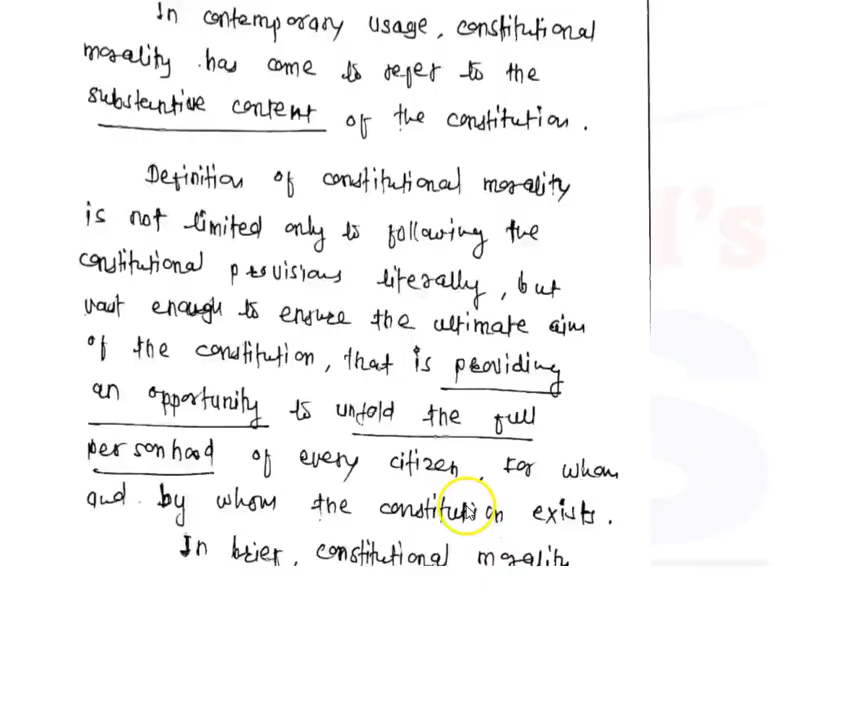 In contemporary usage, constitutional
morality has come to refer to the
substantive content of the constitution.
Definition of constitutional morality
is not limited only to following the
constitutional provisions literally, but
vast enough to ensure the ultimate aim
of the constitution, that is providing
an opportunity to unfold the full
personhood of every citizen, for whom
and by whom the constitution exists.
In brief, constitutional morality
's
S